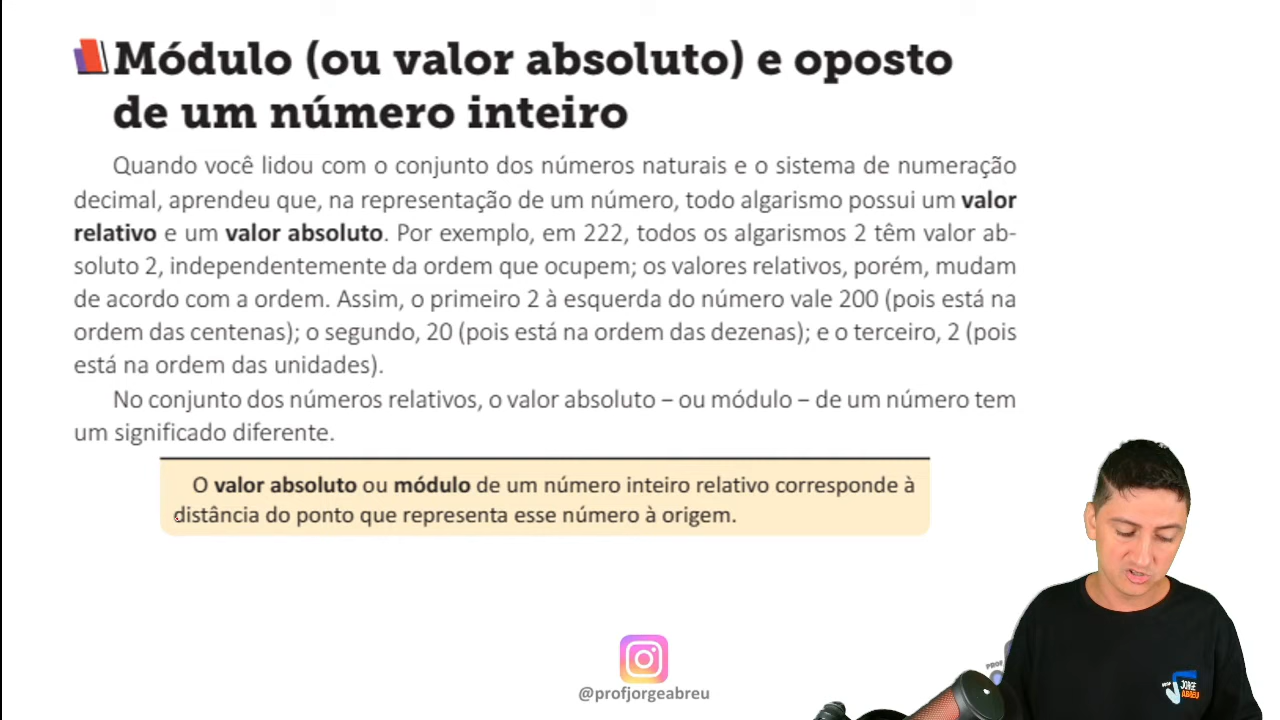 Módulo (ou valor absoluto) e oposto
de um número inteiro
Quando você lidou com o conjunto dos números naturais e o sistema de numeração
decimal, aprendeu que, na representação de um número, todo algarismo possui um valor
relativo e um valor absoluto. Por exemplo, em 222, todos os algarismos 2 têm valor ab-
soluto 2, independentemente da ordem que ocupem; os valores relativos, porém, mudam
de acordo com a ordem. Assim, o primeiro 2 à esquerda do número vale 200 (pois está na
ordem das centenas); o segundo, 20 (pois está na ordem das dezenas); e o terceiro, 2 (pois
está na ordem das unidades).
No conjunto dos números relativos, o valor absoluto – ou módulo – de um número tem
um significado diferente.
O valor absoluto ou módulo de um número inteiro relativo corresponde à
distância do ponto que representa esse número à origem.
@profjorgeabreu
PROF
PROF
JORGE
ABREU